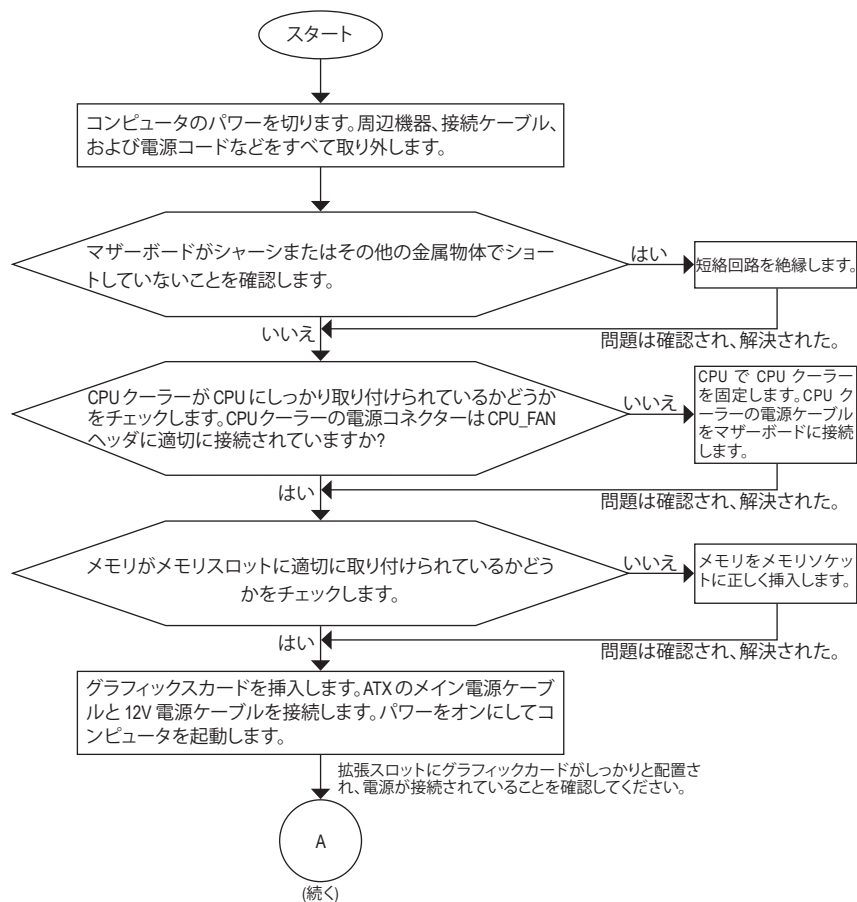 スタート
コンピュータのパワーを切ります。周辺機器、接続ケーブル、
および電源コードなどをすべて取り外します。
マザーボードがシャーシまたはその他の金属物体でショー
トしていないことを確認します。
はい
短絡回路を絶縁します。
いいえ
問題は確認され、解決された。
CPU クーラーが CPU にしっかり取り付けられているかどうか
をチェックします。CPUクーラーの電源コネクターは CPU_FAN
ヘッダに適切に接続されていますか?
いいえ
CPU で CPU クーラー
を固定します。CPU ク
ーラーの電源ケーブル
をマザーボードに接続
します。
はい
問題は確認され、解決された。
メモリがメモリスロットに適切に取り付けられているかどう
かをチェックします。
いいえ
メモリをメモリソケッ
トに正しく挿入します。
はい
問題は確認され、解決された。
グラフィックスカードを挿入します。ATX のメイン電源ケーブ
ルと 12V 電源ケーブルを接続します。パワーをオンにしてコ
ンピュータを起動します。
拡張スロットにグラフィックカードがしっかりと配置さ
れ、電源が接続されていることを確認してください。
A
(続く)